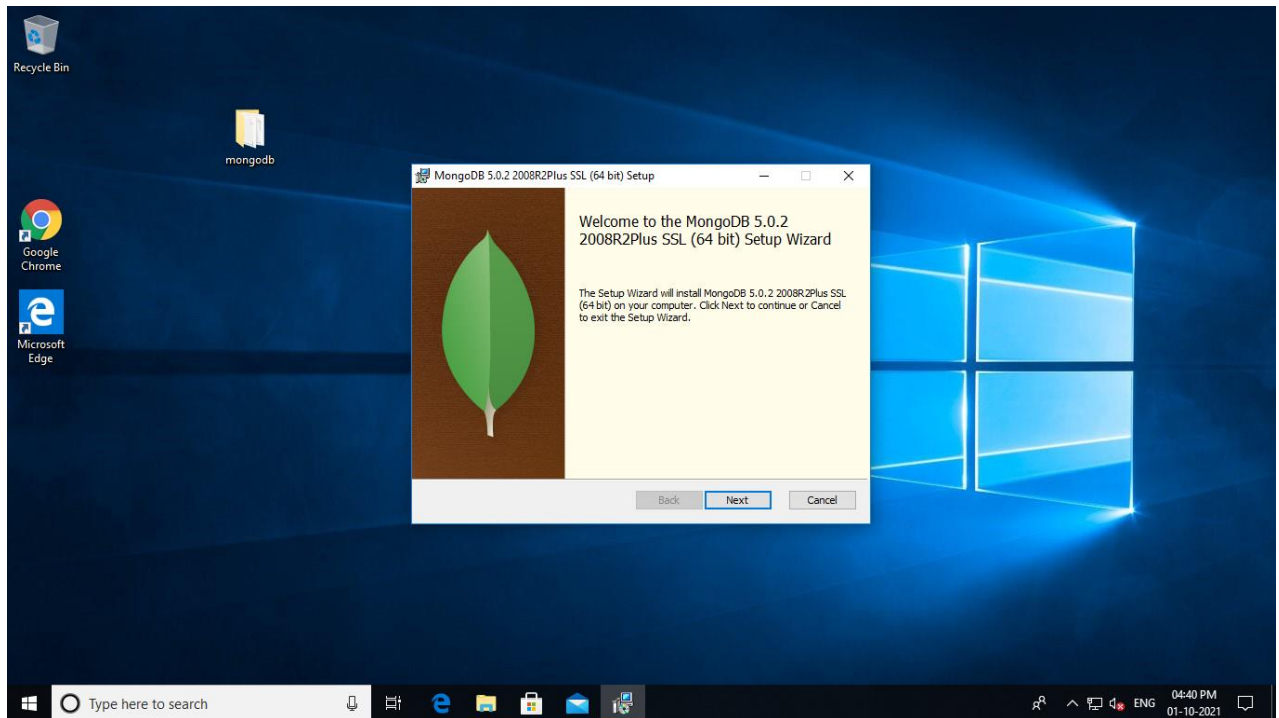 Recycle Bin
mongodb
Google
Chrome
Microsoft
Edge
MongoDB 5.0.2 2008R2Plus SSL (64 bit) Setup
Welcome to the MongoDB 5.0.2
2008R2Plus SSL (64 bit) Setup Wizard
The Setup Wizard will install MongoDB 5.0.2 2008R2Plus SSL
(64 bit) on your computer. Click Next to continue or Cancel
to exit the Setup Wizard.
Back Next Cancel
Type here to search
ENG
04:40 PM
01-10-2021